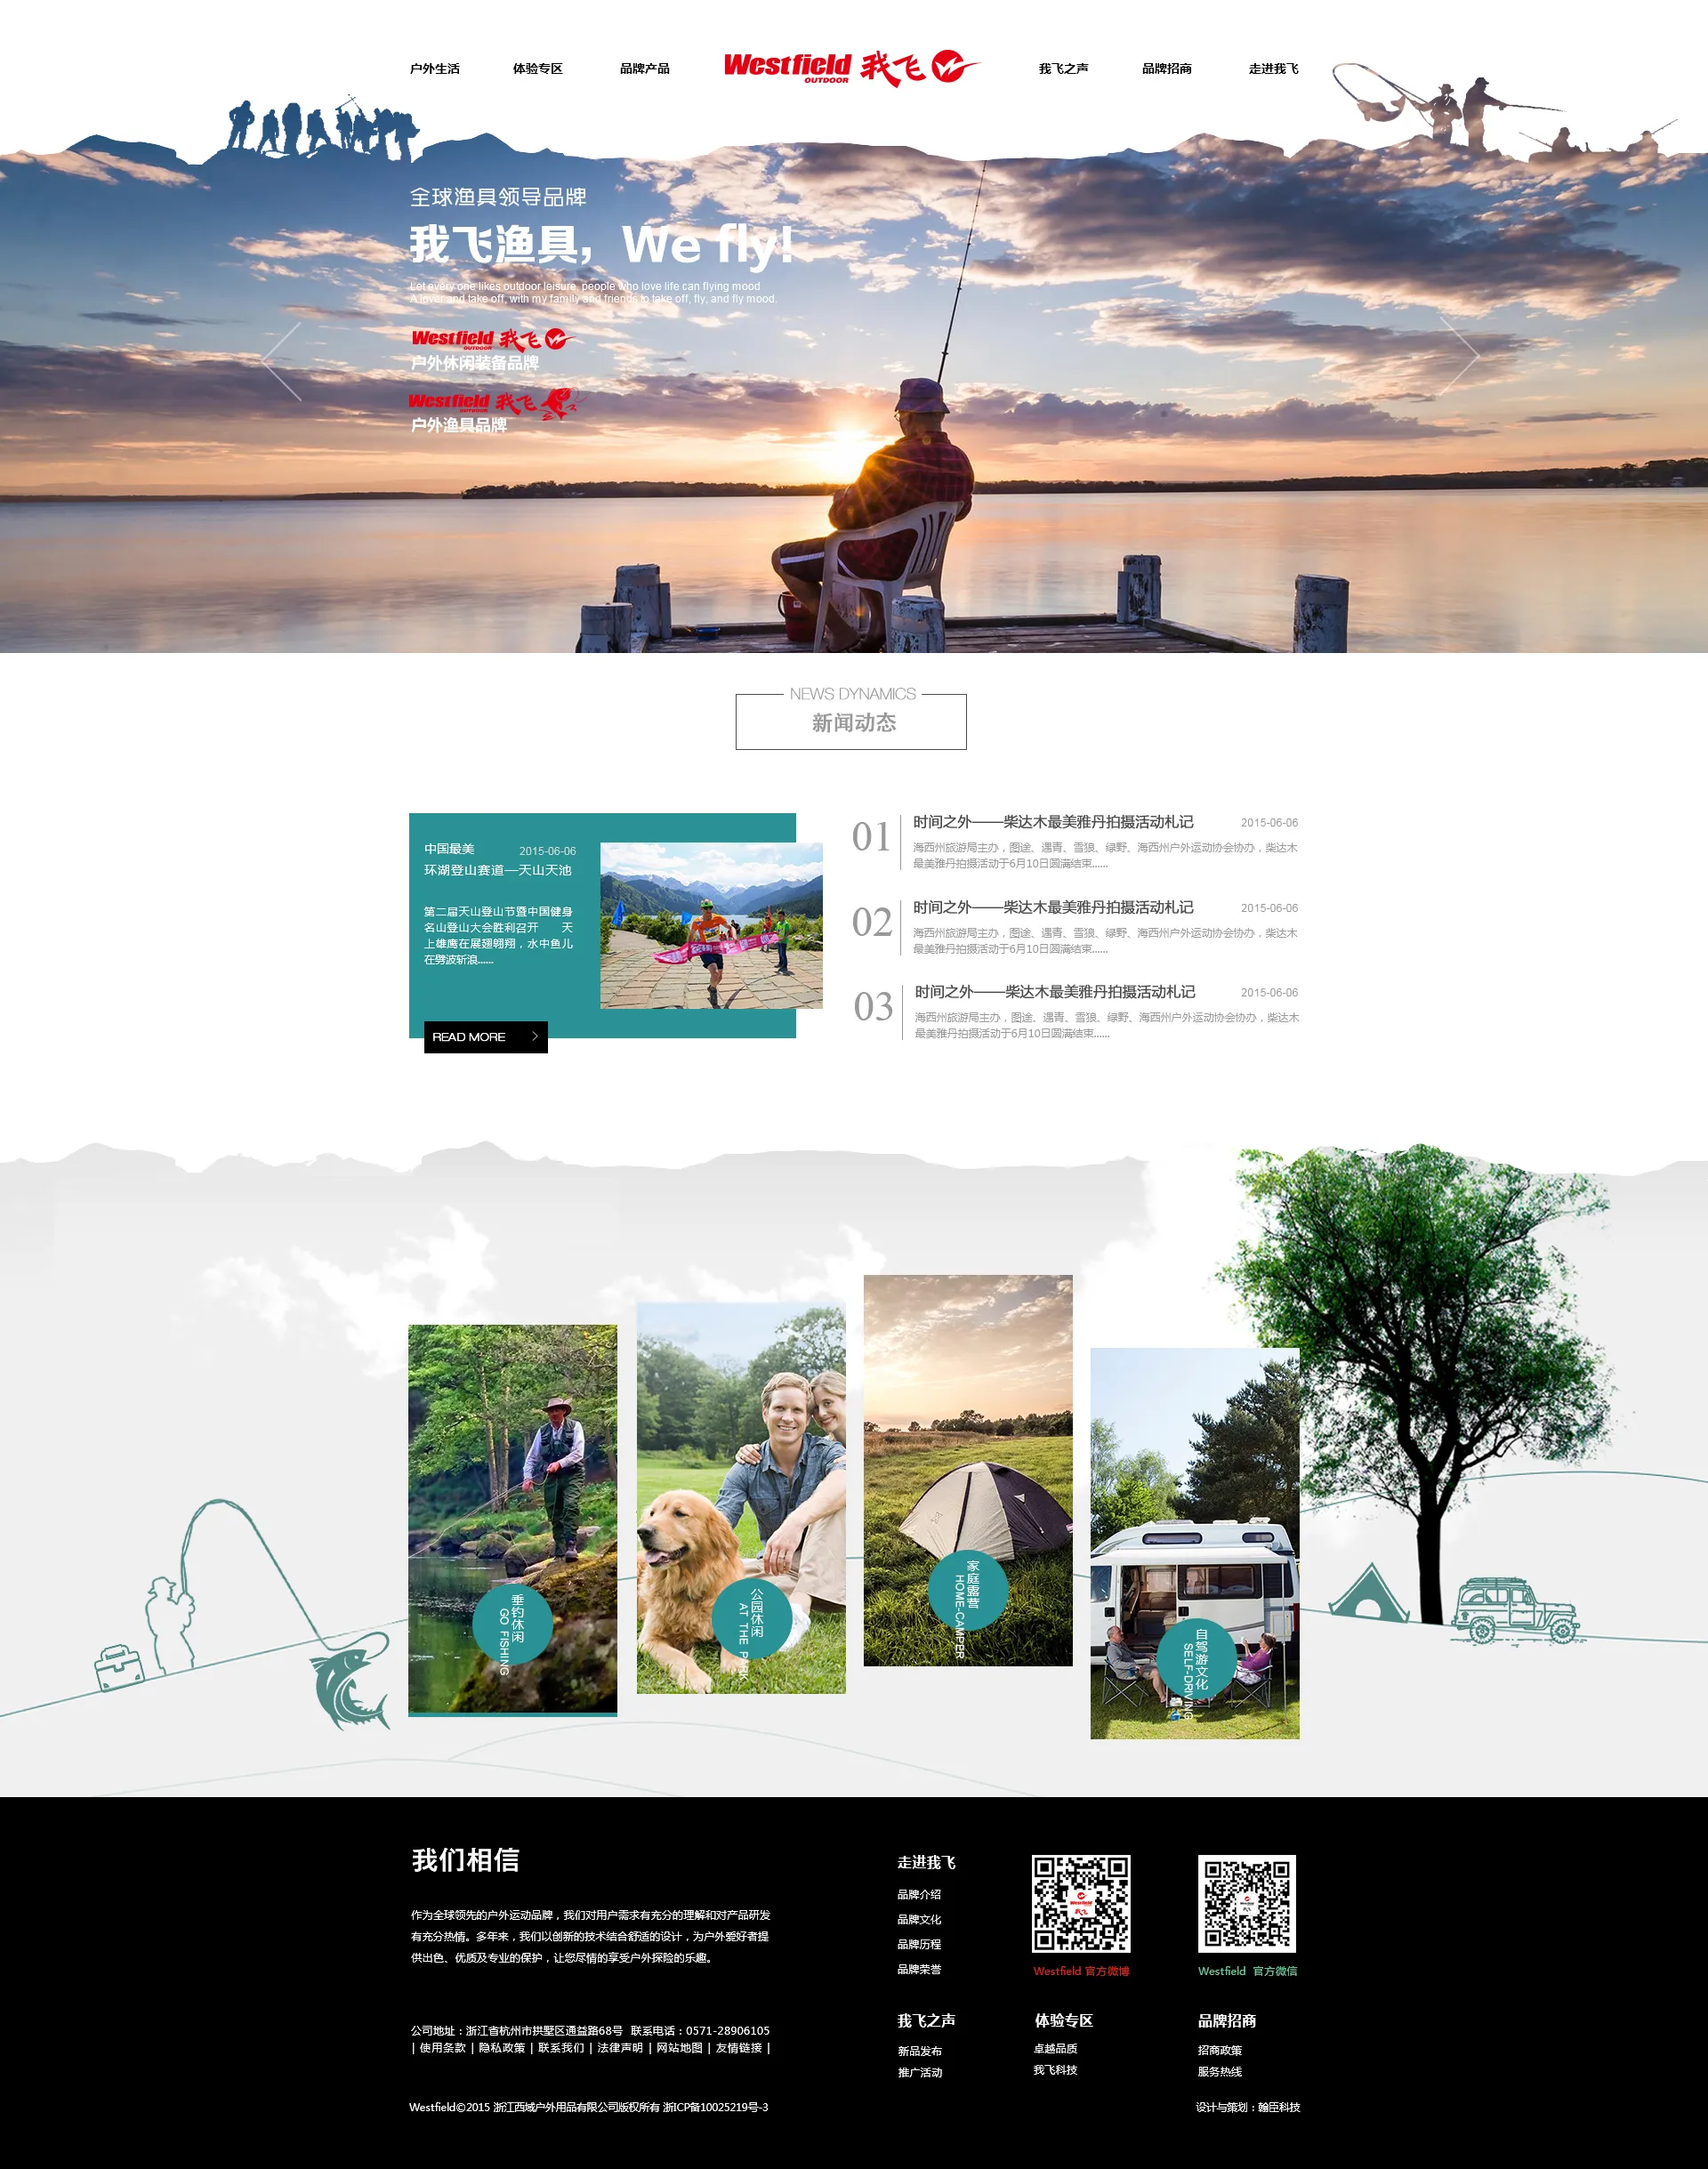 户外生活
体验专区
品牌产品
Westfield 我飞
OUTDOOR
我飞之声
品牌招商
走进我飞
全球渔具领导品牌
我飞渔具，We fly!
Let every one likes outdoor leisure, people who love life can flying mood
A lover and take off, with my family and friends to take off, fly, and fly mood.
Westfield 我飞
OUTDOOR
户外休闲装备品牌
Westfield 我飞
OUTDOOR
户外渔具品牌
NEWS DYNAMICS
新闻动态
中国最美
2015-06-06
环湖登山赛道—天山天池
第二届天山登山节暨中国健身
名山登山大会胜利召开 天
上雄鹰在展翅翱翔，水中鱼儿
在劈波斩浪......
READ MORE
01
时间之外——柴达木最美雅丹拍摄活动札记
2015-06-06
海西州旅游局主办，图途、遇青、雪狼、绿野、海西州户外运动协会协办，柴达木
最美雅丹拍摄活动于6月10日圆满结束......
02
时间之外——柴达木最美雅丹拍摄活动札记
2015-06-06
海西州旅游局主办，图途、遇青、雪狼、绿野、海西州户外运动协会协办，柴达木
最美雅丹拍摄活动于6月10日圆满结束......
03
时间之外——柴达木最美雅丹拍摄活动札记
2015-06-06
海西州旅游局主办，图途、遇青、雪狼、绿野、海西州户外运动协会协办，柴达木
最美雅丹拍摄活动于6月10日圆满结束......
垂钓休闲
GO FISHING
公园休闲
AT THE PARK
家庭露营
HOME-CAMPER
自驾游文化
SELF-DRIVING
我们相信
作为全球领先的户外运动品牌，我们对用户需求有充分的理解和对产品研发
有充分热情。多年来，我们以创新的技术结合舒适的设计，为户外爱好者提
供出色、优质及专业的保护，让您尽情的享受户外探险的乐趣。
公司地址：浙江省杭州市拱墅区通益路68号 联系电话：0571-28906105
| 使用条款 | 隐私政策 | 联系我们 | 法律声明 | 网站地图 | 友情链接 |
Westfield©2015 浙江西域户外用品有限公司版权所有 浙ICP备10025219号-3
走进我飞
品牌介绍
品牌文化
品牌历程
品牌荣誉
Westfield
我飞
Westfield 官方微博
Westfield 官方微信
我飞之声
新品发布
推广活动
体验专区
卓越品质
我飞科技
品牌招商
招商政策
服务热线
设计与策划：翰臣科技